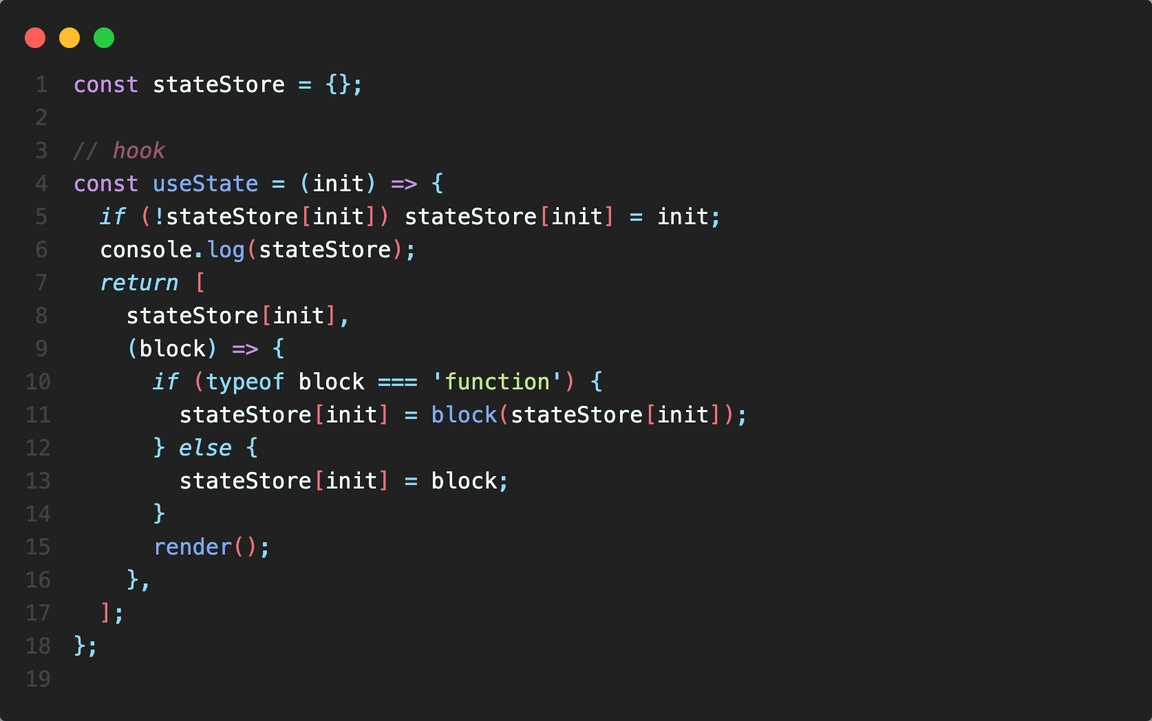 1 const stateStore = {};
2
3 // hook
4 const useState = (init) => {
5   if (!stateStore[init]) stateStore[init] = init;
6   console.log(stateStore);
7   return [
8     stateStore[init],
9     (block) => {
10       if (typeof block === 'function') {
11         stateStore[init] = block(stateStore[init]);
12       } else {
13         stateStore[init] = block;
14       }
15       render();
16     },
17   ];
18 };
19